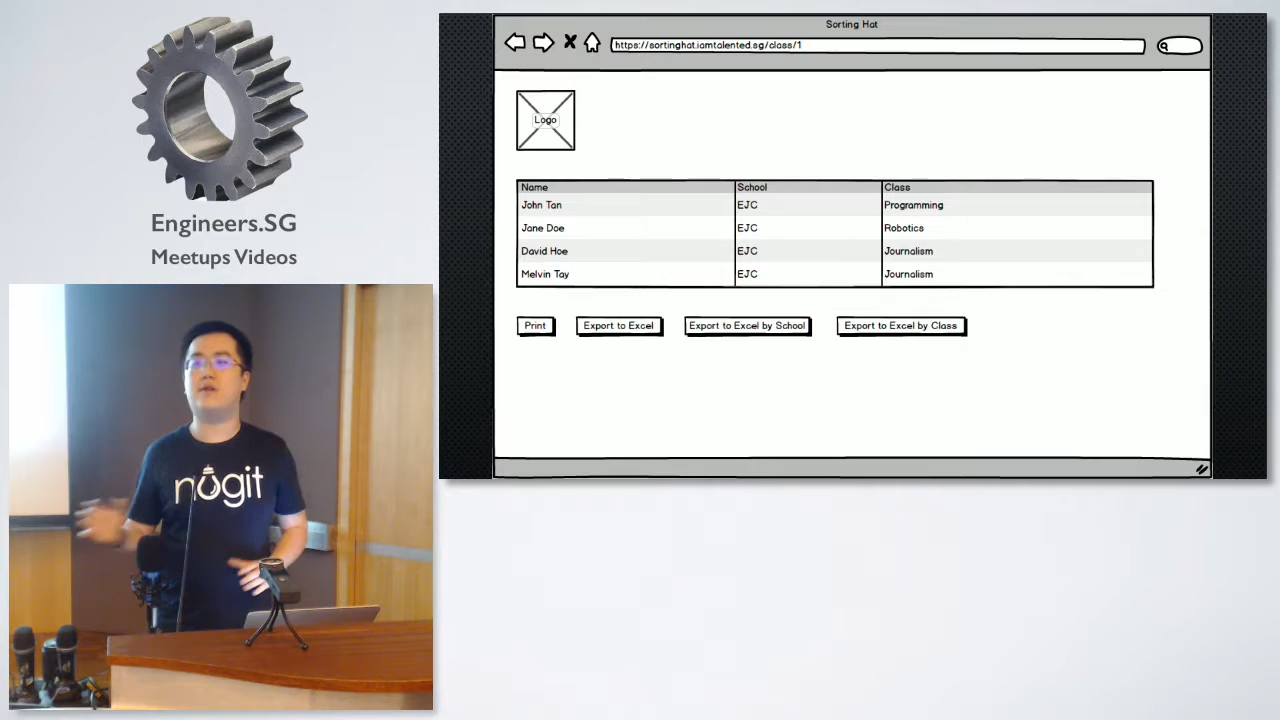 Engineers.SG
Meetups Videos
nugit
Sorting Hat
https://sortinghat.iamtalented.sg/class/1
Logo
Name School Class
John Tan EJC Programming
Jane Doe EJC Robotics
David Hoe EJC Journalism
Melvin Tay EJC Journalism
Print Export to Excel Export to Excel by School Export to Excel by Class